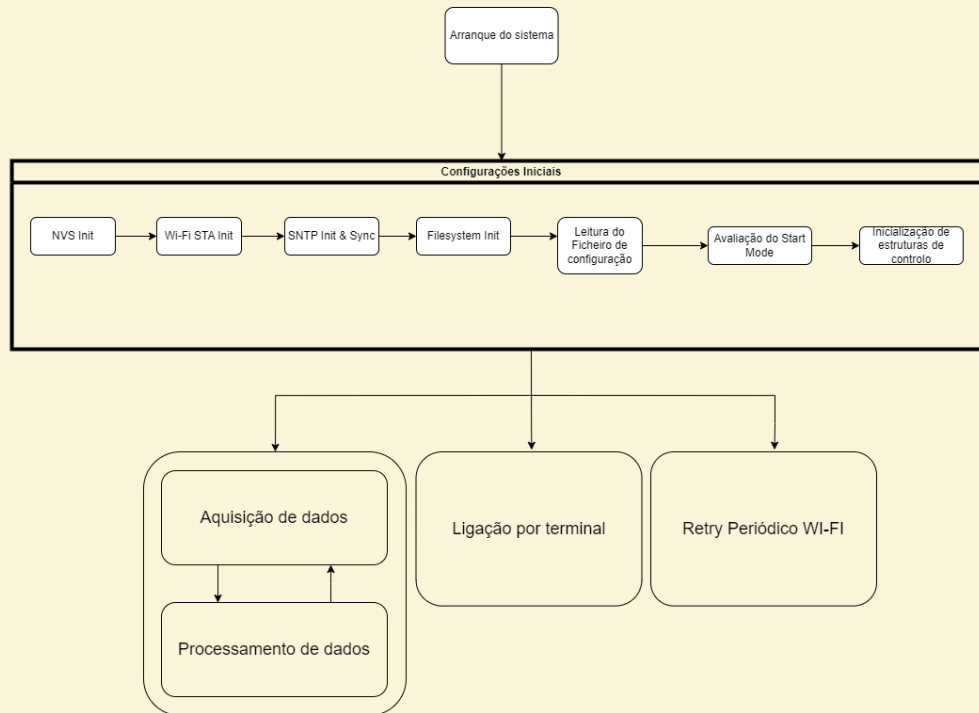 Arranque do sistema
Configurações Iniciais
NVS Init
Wi-Fi STA Init
SNTP Init & Sync
Filesystem Init
Leitura do
Ficheiro de
configuração
Avaliação do Start
Mode
Inicialização de
estruturas de
controlo
Aquisição de dados
Processamento de dados
Ligação por terminal
Retry Periódico WI-FI